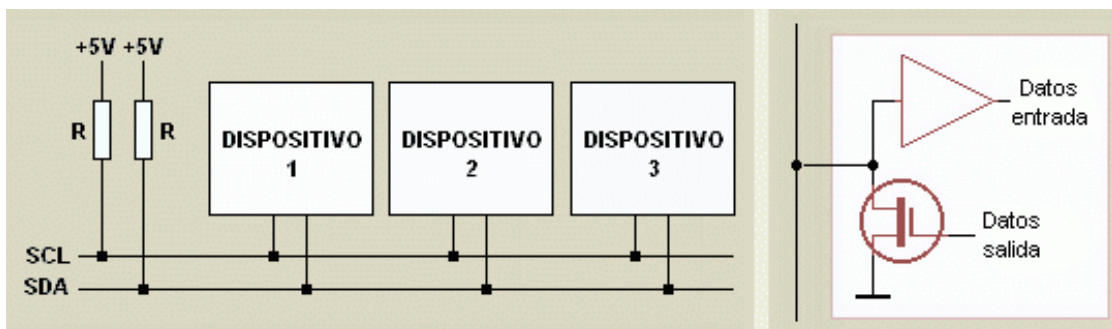 +5V +5V
R
R
DISPOSITIVO
1
DISPOSITIVO
2
DISPOSITIVO
3
SCL
SDA
Datos
entrada
Datos
salida